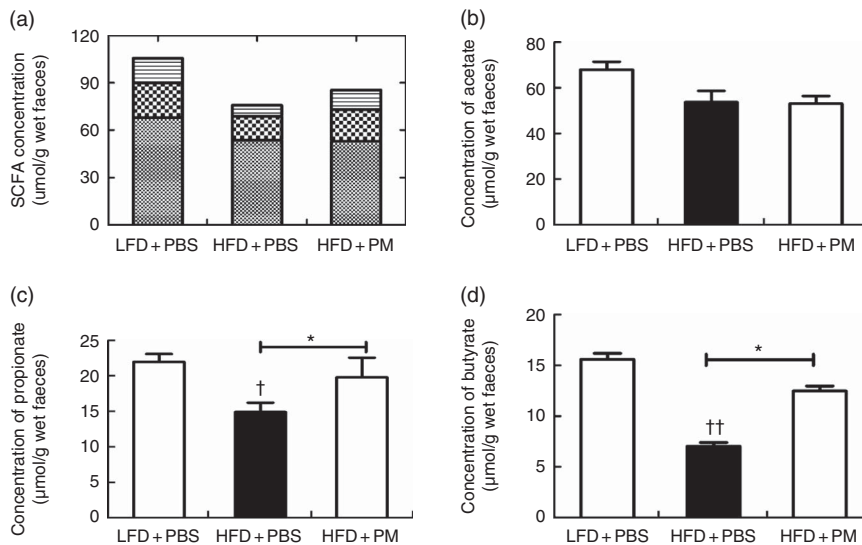 (a)
SCFA concentration
(umol/g wet faeces)
120
90
60
30
0
LFD + PBS HFD + PBS HFD + PM
(b)
Concentration of acetate
(µmol/g wet faeces)
80
60
40
20
0
LFD + PBS HFD + PBS HFD + PM
(c)
Concentration of propionate
(µmol/g wet faeces)
25
20
15
10
5
0
*
†
LFD + PBS HFD + PBS HFD + PM
(d)
Concentration of butyrate
(µmol/g wet faeces)
20
15
10
5
0
*
††
LFD + PBS HFD + PBS HFD + PM